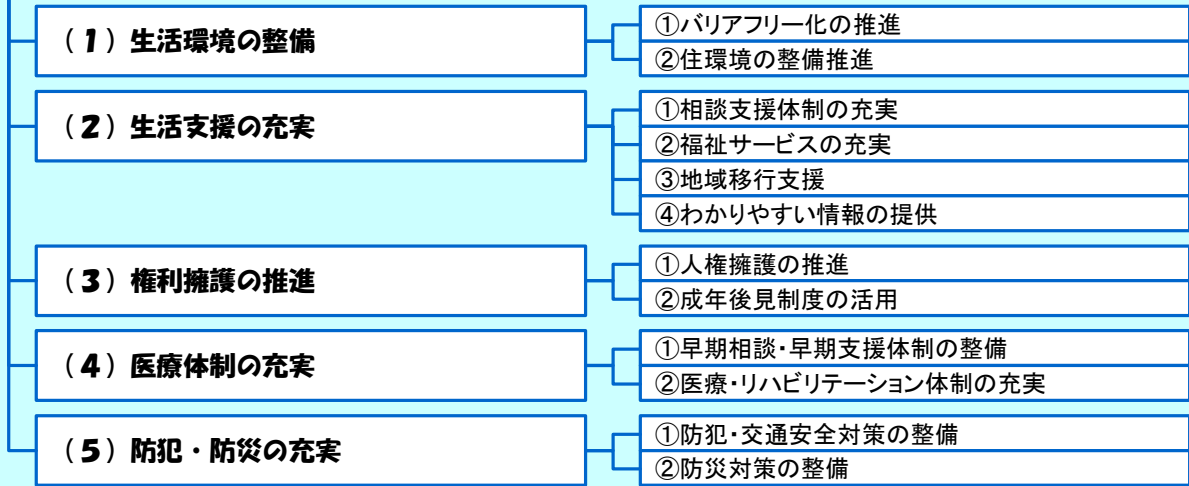 （1）生活環境の整備
①バリアフリー化の推進
②住環境の整備推進
（2）生活支援の充実
①相談支援体制の充実
②福祉サービスの充実
③地域移行支援
④わかりやすい情報の提供
（3）権利擁護の推進
①人権擁護の推進
②成年後見制度の活用
（4）医療体制の充実
①早期相談・早期支援体制の整備
②医療・リハビリテーション体制の充実
（5）防犯・防災の充実
①防犯・交通安全対策の整備
②防災対策の整備